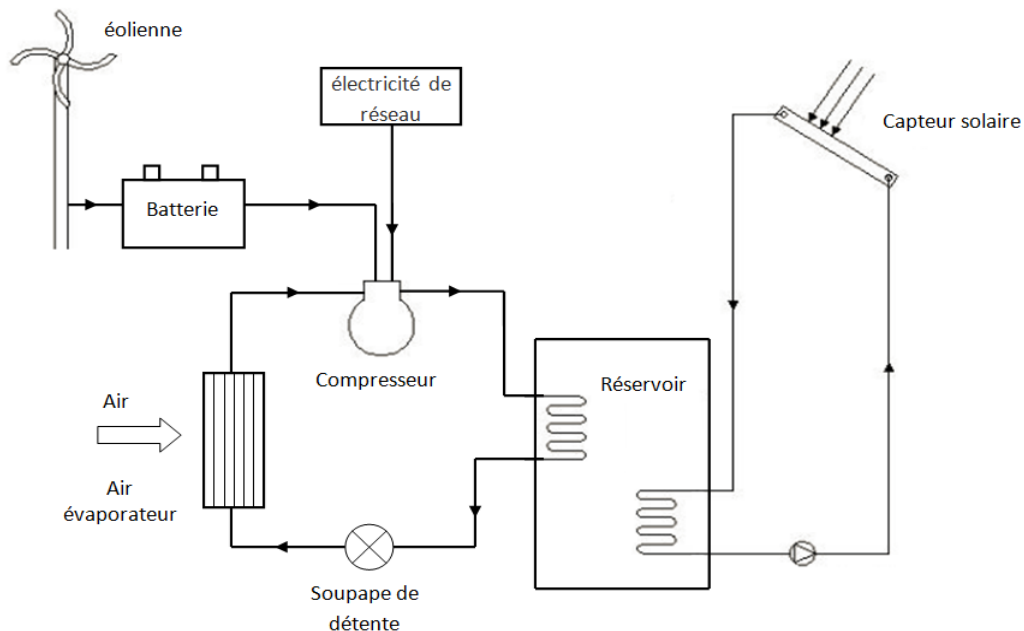 éolienne
électricité de
réseau
Capteur solaire
Batterie
Compresseur
Réservoir
Air
Air
évaporateur
Soupape de
détente